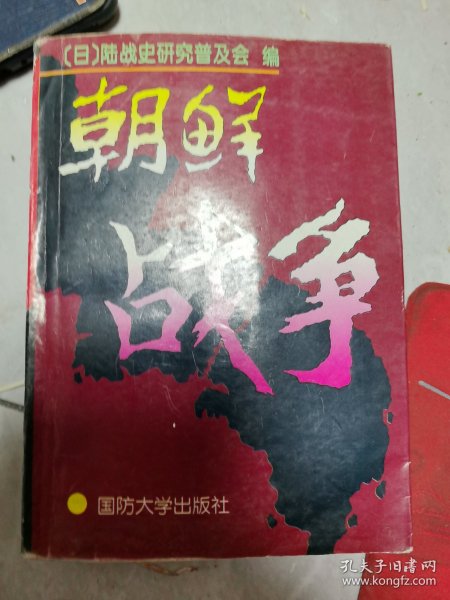 （日）陆战史研究普及会 编
朝鲜
战争
国防大学出版社
孔夫子旧书网
www.kongfz.com